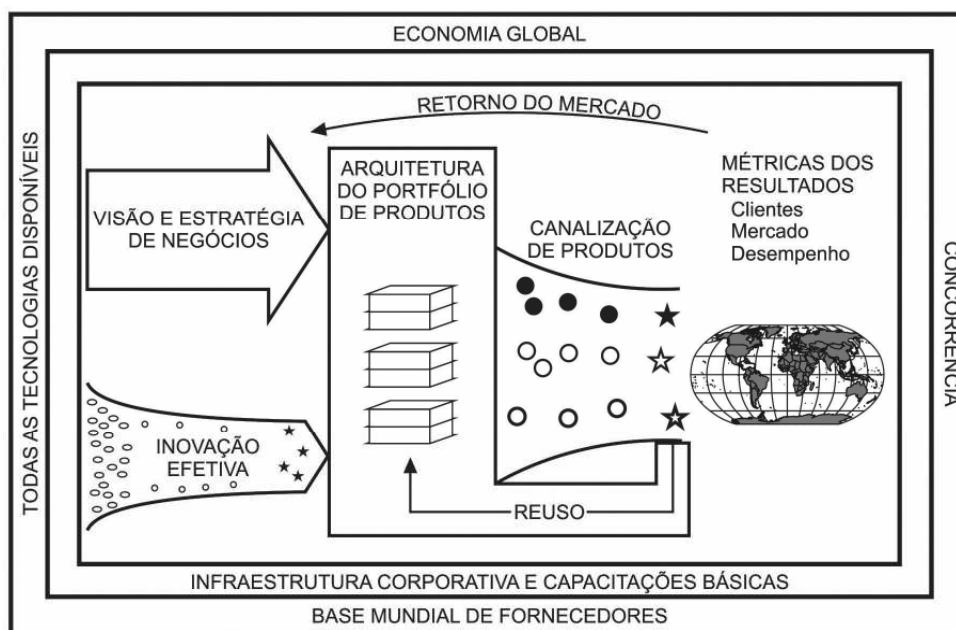 ECONOMIA GLOBAL
TODAS AS TECNOLOGIAS DISPONÍVEIS
RETORNO DO MERCADO
VISÃO E ESTRATÉGIA
DE NEGÓCIOS
ARQUITETURA
DO PORTFÓLIO
DE PRODUTOS
CANALIZAÇÃO
DE PRODUTOS
MÉTRICAS DOS
RESULTADOS
Clientes
Mercado
Desempenho
CONCORRÊNCIA
INOVAÇÃO
EFETIVA
REUSO
INFRAESTRUTURA CORPORATIVA E CAPACITAÇÕES BÁSICAS
BASE MUNDIAL DE FORNECEDORES